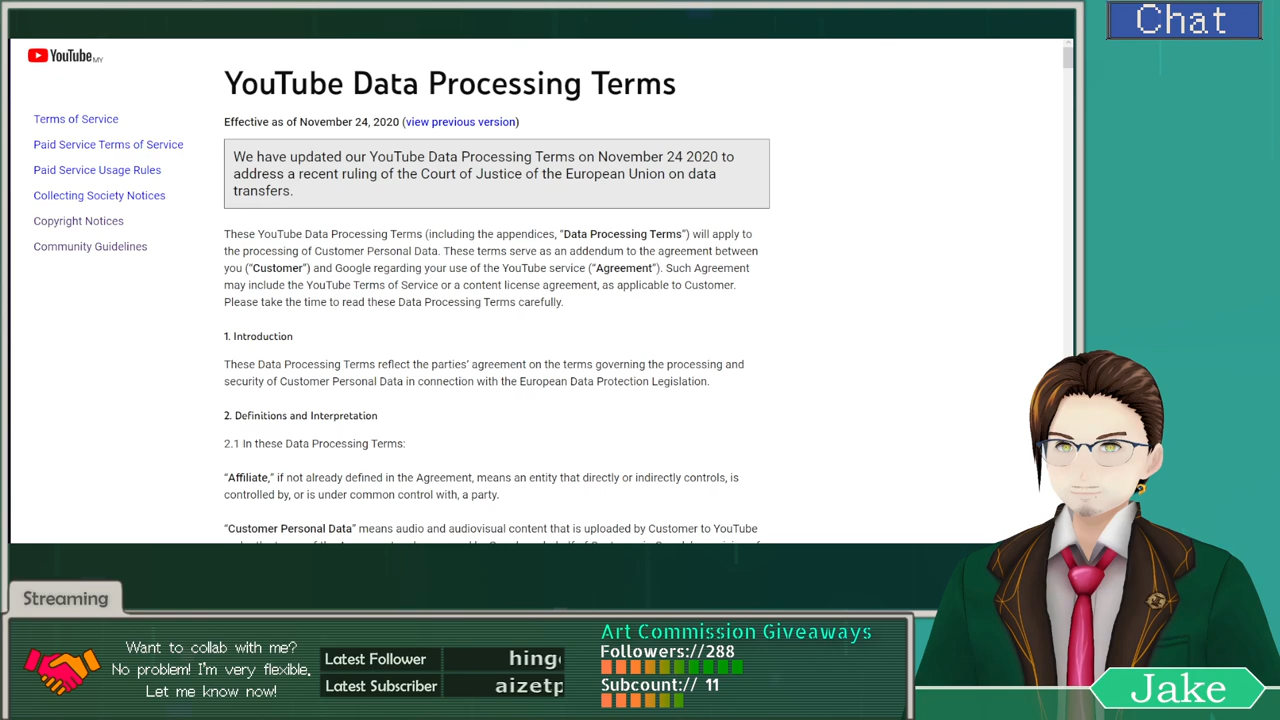 Chat
YouTube MY
YouTube Data Processing Terms
Effective as of November 24, 2020 (view previous version)
Terms of Service
Paid Service Terms of Service
Paid Service Usage Rules
Collecting Society Notices
Copyright Notices
Community Guidelines
We have updated our YouTube Data Processing Terms on November 24 2020 to
address a recent ruling of the Court of Justice of the European Union on data
transfers.
These YouTube Data Processing Terms (including the appendices, “Data Processing Terms”) will apply to
the processing of Customer Personal Data. These terms serve as an addendum to the agreement between
you (“Customer”) and Google regarding your use of the YouTube service (“Agreement”). Such Agreement
may include the YouTube Terms of Service or a content license agreement, as applicable to Customer.
Please take the time to read these Data Processing Terms carefully.
1. Introduction
These Data Processing Terms reflect the parties’ agreement on the terms governing the processing and
security of Customer Personal Data in connection with the European Data Protection Legislation.
2. Definitions and Interpretation
2.1 In these Data Processing Terms:
“Affiliate,” if not already defined in the Agreement, means an entity that directly or indirectly controls, is
controlled by, or is under common control with, a party.
“Customer Personal Data” means audio and audiovisual content that is uploaded by Customer to YouTube
Streaming
Want to collab with me?
No problem! I'm very flexible.
Let me know now!
Latest Follower hing
Latest Subscriber aizetp
Art Commission Giveaways
Followers://288
Subcount:// 11
Jake